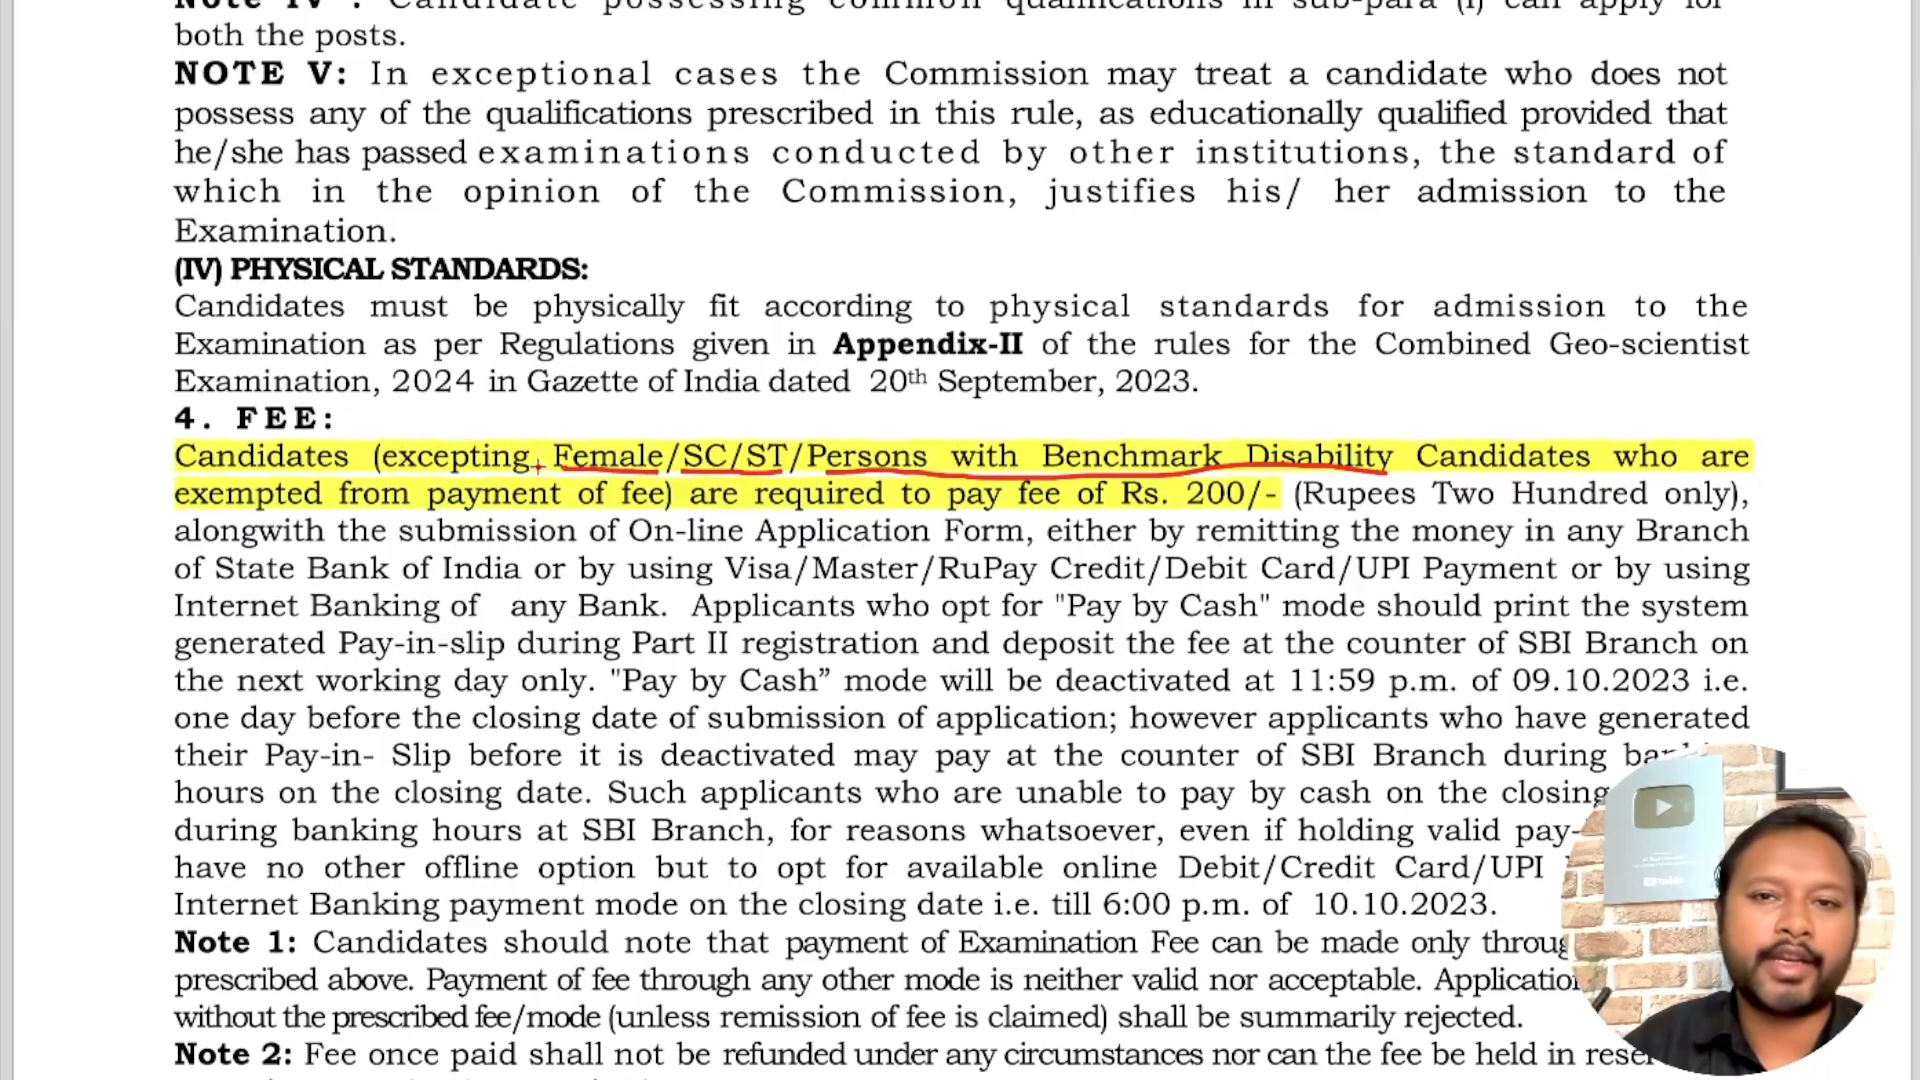 Note IV : Candidate possessing common qualifications in sub-para (i) can apply for
both the posts.
NOTE V: In exceptional cases the Commission may treat a candidate who does not
possess any of the qualifications prescribed in this rule, as educationally qualified provided that
he/she has passed examinations conducted by other institutions, the standard of
which in the opinion of the Commission, justifies his/ her admission to the
Examination.
(IV) PHYSICAL STANDARDS:
Candidates must be physically fit according to physical standards for admission to the
Examination as per Regulations given in Appendix-II of the rules for the Combined Geo-scientist
Examination, 2024 in Gazette of India dated 20th September, 2023.
4. FEE:
Candidates (excepting Female/SC/ST/Persons with Benchmark Disability Candidates who are
exempted from payment of fee) are required to pay fee of Rs. 200/- (Rupees Two Hundred only),
alongwith the submission of On-line Application Form, either by remitting the money in any Branch
of State Bank of India or by using Visa/Master/RuPay Credit/Debit Card/UPI Payment or by using
Internet Banking of any Bank. Applicants who opt for "Pay by Cash" mode should print the system
generated Pay-in-slip during Part II registration and deposit the fee at the counter of SBI Branch on
the next working day only. "Pay by Cash” mode will be deactivated at 11:59 p.m. of 09.10.2023 i.e.
one day before the closing date of submission of application; however applicants who have generated
their Pay-in- Slip before it is deactivated may pay at the counter of SBI Branch during
hours on the closing date. Such applicants who are unable to pay by cash on the closing
during banking hours at SBI Branch, for reasons whatsoever, even if holding valid pay-
have no other offline option but to opt for available online Debit/Credit Card/UPI
Internet Banking payment mode on the closing date i.e. till 6:00 p.m. of 10.10.2023.
Note 1: Candidates should note that payment of Examination Fee can be made only
prescribed above. Payment of fee through any other mode is neither valid nor acceptable.
without the prescribed fee/mode (unless remission of fee is claimed) shall be summarily rejected.
Note 2: Fee once paid shall not be refunded under any circumstances nor can the fee be held in